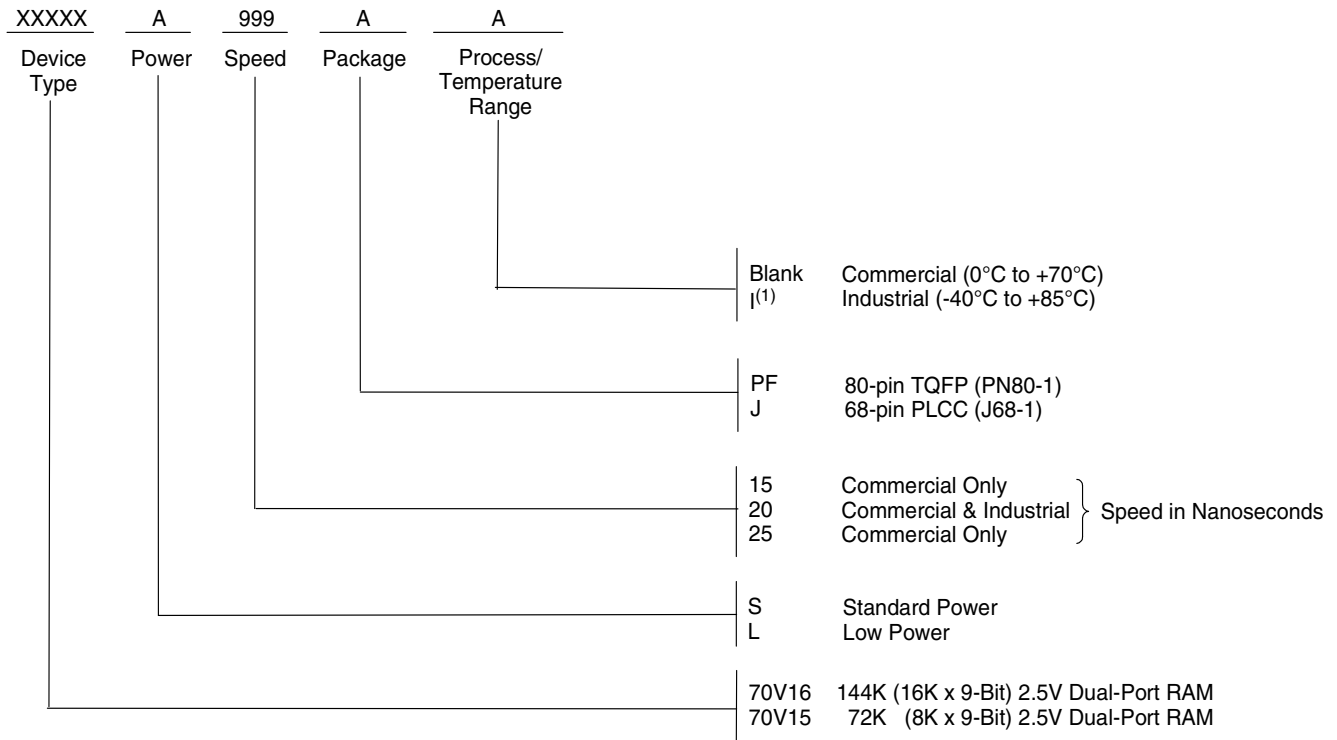 XXXXX A 999 A A
Device Type Power Speed Package Process/ Temperature Range
Blank Commercial (0°C to +70°C)
I(1) Industrial (-40°C to +85°C)
PF 80-pin TQFP (PN80-1)
J 68-pin PLCC (J68-1)
15 Commercial Only
20 Commercial & Industrial Speed in Nanoseconds
25 Commercial Only
S Standard Power
L Low Power
70V16 144K (16K x 9-Bit) 2.5V Dual-Port RAM
70V15 72K (8K x 9-Bit) 2.5V Dual-Port RAM